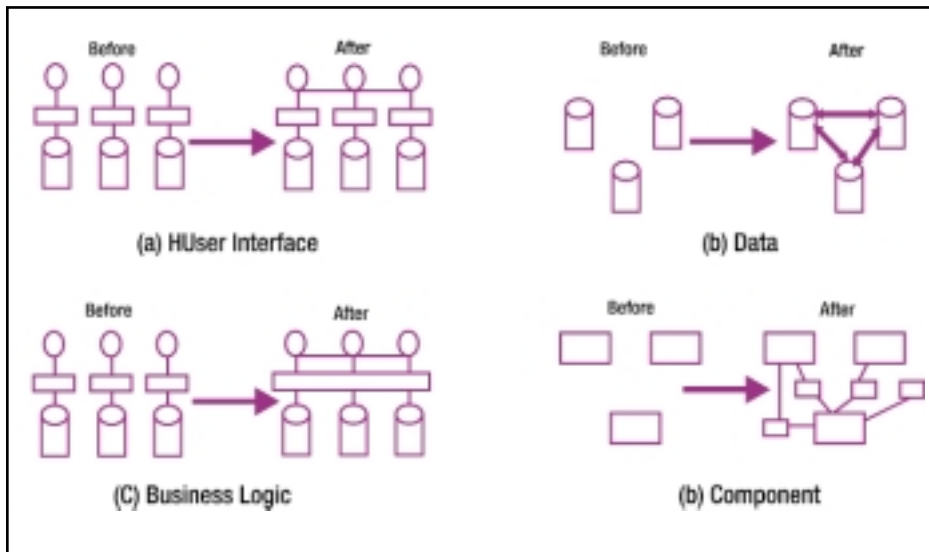 Before
After
(a) HUser Interface
Before
After
(b) Data
Before
After
(C) Business Logic
Before
After
(b) Component